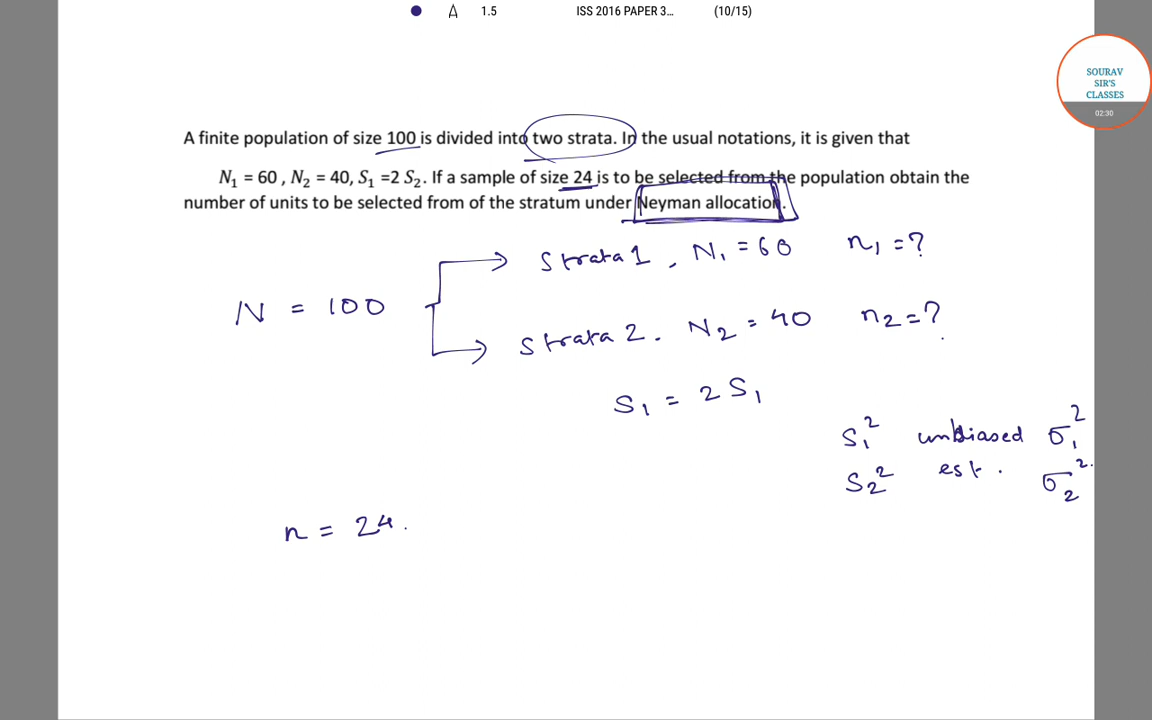 A 1.5 ISS 2016 PAPER 3... (10/15)
SOURAV
SIR'S
CLASSES
02:30
A finite population of size 100 is divided into two strata. In the usual notations, it is given that
N₁ = 60 , N₂ = 40, S₁ =2 S₂. If a sample of size 24 is to be selected from the population obtain the
number of units to be selected from of the stratum under Neyman allocation.
Strata 1 , N₁ = 60 n₁ = ?
N = 100
Strata 2 . N₂ = 40 n₂ = ?
S₁ = 2 S₁
S₁² unbiased σ₁²
S₂² est . σ₂².
n = 24 .